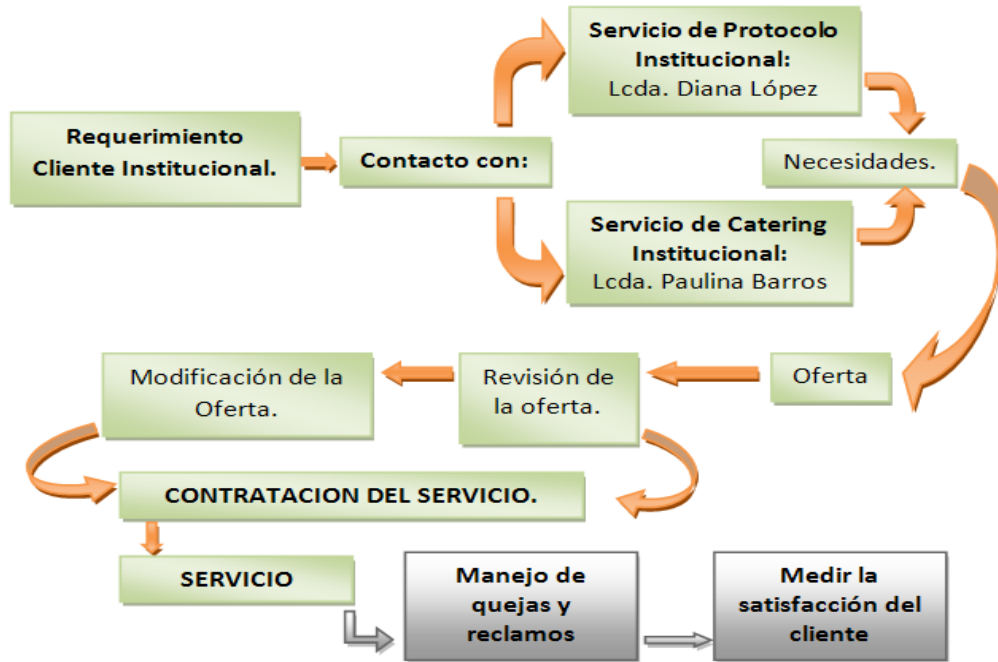 Requerimiento
Cliente Institucional.
Contacto con:
Servicio de Protocolo
Institucional:
Lcda. Diana López
Servicio de Catering
Institucional:
Lcda. Paulina Barros
Necesidades.
Oferta
Revisión de
la oferta.
Modificación de la
Oferta.
CONTRATACION DEL SERVICIO.
SERVICIO
Manejo de
quejas y
reclamos
Medir la
satisfacción del
cliente